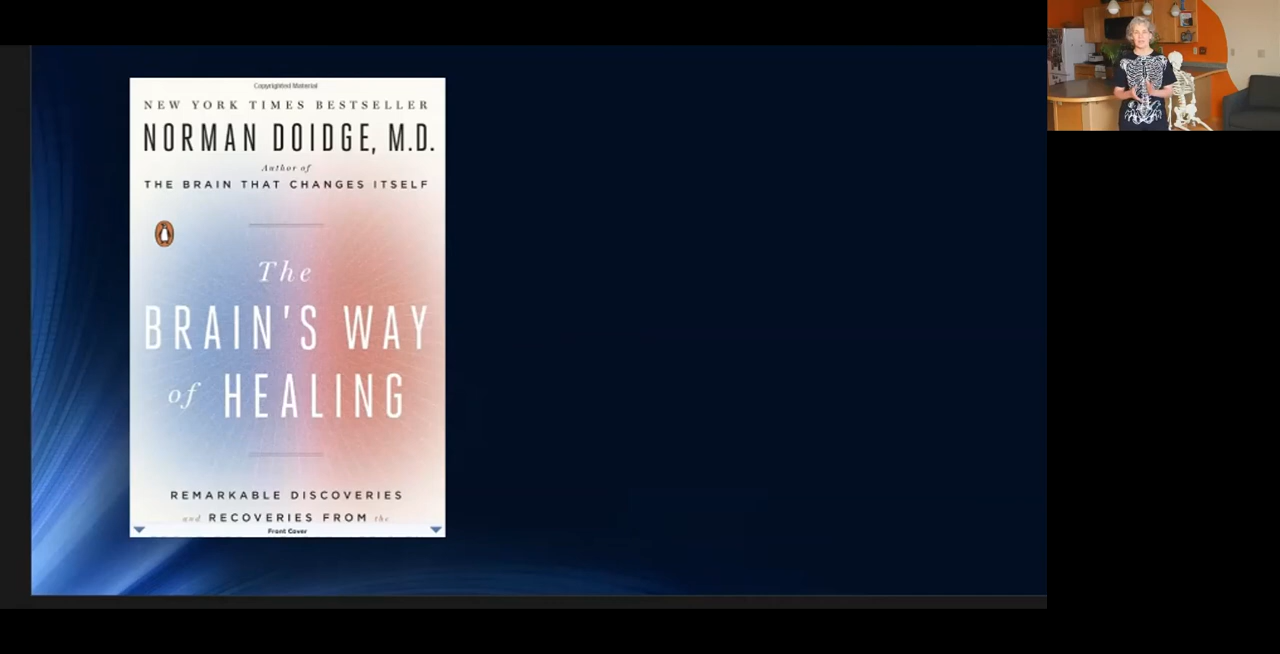 Copyrighted Material
NEW YORK TIMES BESTSELLER
NORMAN DOIDGE, M.D.
Author of
THE BRAIN THAT CHANGES ITSELF
The
BRAIN'S WAY
of HEALING
REMARKABLE DISCOVERIES
and RECOVERIES FROM the
Front Cover